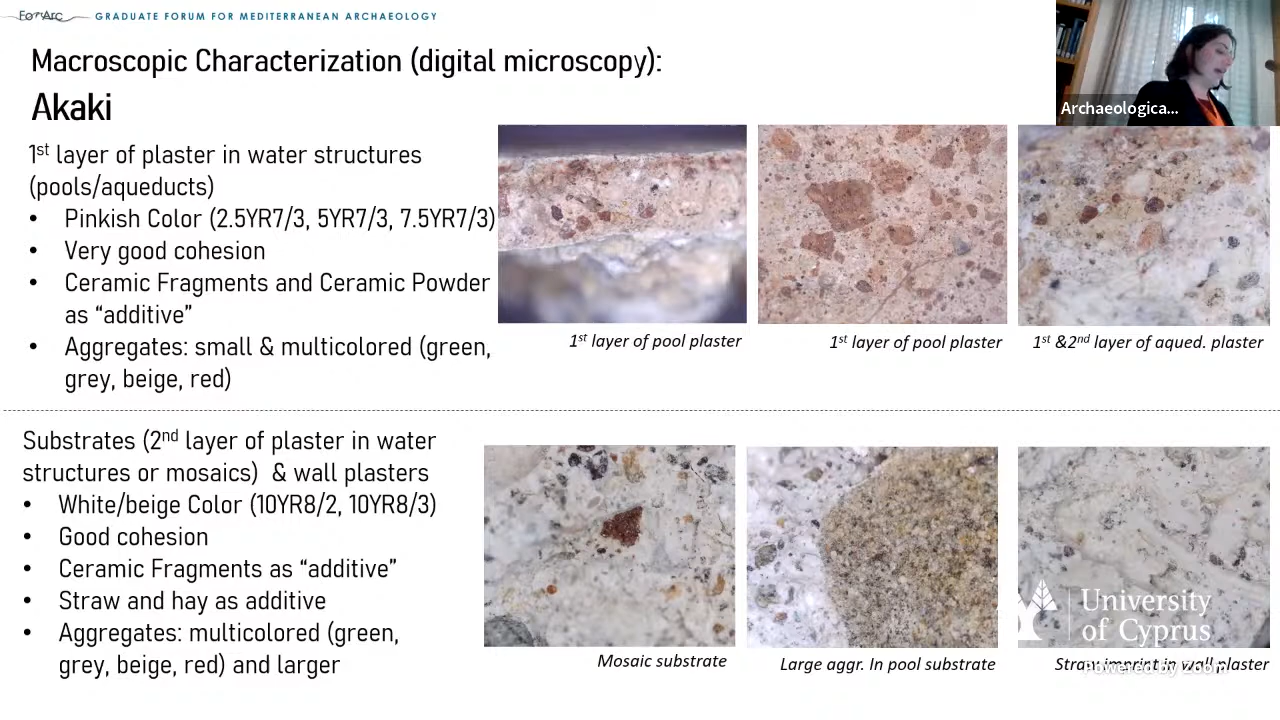 FomArc GRADUATE FORUM FOR MEDITERRANEAN ARCHAEOLOGY
Macroscopic Characterization (digital microscopy):
Akaki
Archaeologica...
1st layer of plaster in water structures
(pools/aqueducts)
• Pinkish Color (2.5YR7/3, 5YR7/3, 7.5YR7/3)
• Very good cohesion
• Ceramic Fragments and Ceramic Powder
as “additive”
• Aggregates: small & multicolored (green,
grey, beige, red)
1st layer of pool plaster
1st layer of pool plaster
1st &2nd layer of aqued. plaster
Substrates (2nd layer of plaster in water
structures or mosaics) & wall plasters
• White/beige Color (10YR8/2, 10YR8/3)
• Good cohesion
• Ceramic Fragments as “additive”
• Straw and hay as additive
• Aggregates: multicolored (green,
grey, beige, red) and larger
Mosaic substrate
Large aggr. In pool substrate
Straw imprint in wall plaster
University
of Cyprus
Powered by Zoom